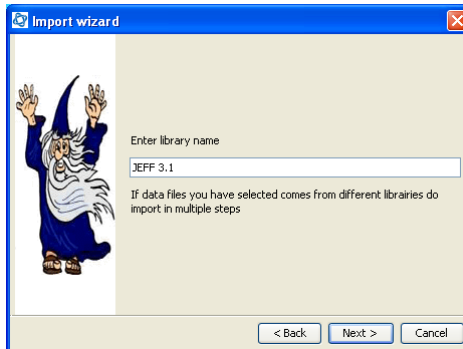 Import wizard
Enter library name
JEFF 3.1
If data files you have selected comes from different librairies do
import in multiple steps
< Back
Next >
Cancel